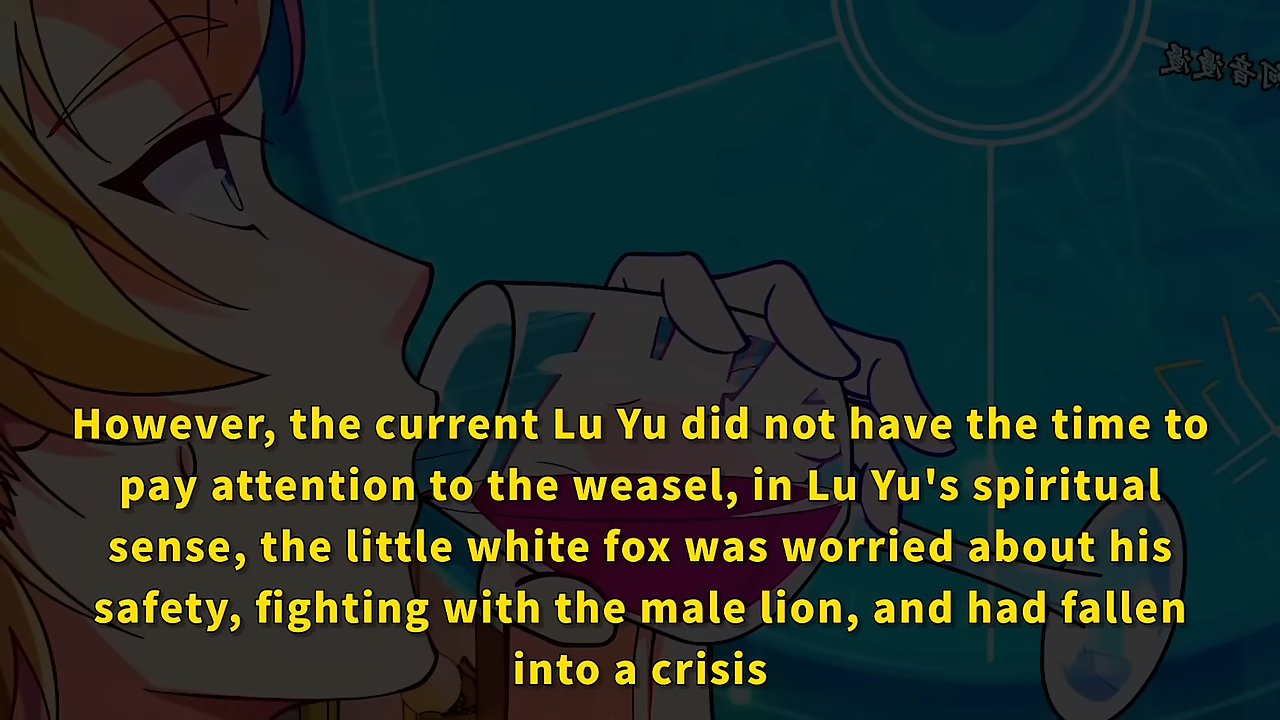 However, the current Lu Yu did not have the time to
pay attention to the weasel, in Lu Yu's spiritual
sense, the little white fox was worried about his
safety, fighting with the male lion, and had fallen
into a crisis